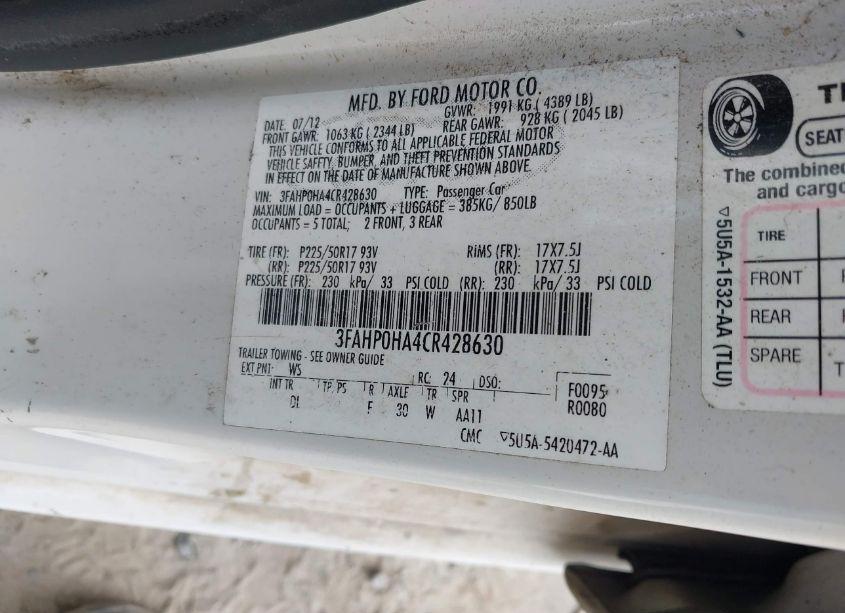 MFD. BY FORD MOTOR CO.
DATE: 07/12 GVWR: 1991 KG ( 4389 LB)
FRONT GAWR: 1063 KG ( 2344 LB) REAR GAWR: 928 KG ( 2045 LB)
THIS VEHICLE CONFORMS TO ALL APPLICABLE FEDERAL MOTOR
VEHICLE SAFTY, BUMPER, AND THEFT PREVENTION STANDARDS
IN EFFECT ON THE DATE OF MANUFACTURE SHOWN ABOVE.
VIN: 3FAHP0HA4CR428630 TYPE: Passenger Car
MAXIMUM LOAD = OCCUPANTS + LUGGAGE = 385KG/ 850LB
OCCUPANTS = 5 TOTAL; 2 FRONT, 3 REAR
TIRE (FR): P225/50R17 93V RIMS (FR): 17X7.5J
(RR): P225/50R17 93V (RR): 17X7.5J
PRESSURE (FR): 230 kPa/ 33 PSI COLD (RR): 230 kPa/ 33 PSI COLD
3FAHP0HA4CR428630
TRAILER TOWING - SEE OWNER GUIDE
EXT PNT: WS RC: 24 DSO: F0095
INT TR TP PS R AXLE TR SPR R0080
DL F 30 W AA11
CMC ▽5U5A-5420472-AA
SEAT
The combined
and cargo
TIRE
FRONT
REAR
SPARE
▽5U5A-1532-AA (TLU)